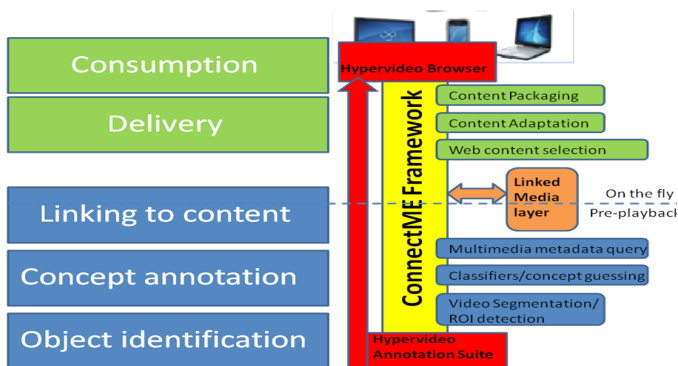 Consumption
Delivery
Linking to content
Concept annotation
Object identification
Hypervideo Browser
ConnectME Framework
Content Packaging
Content Adaptation
Web content selection
Linked
Media
layer
On the fly
Pre-playback
Multimedia metadata query
Classifiers/concept guessing
Video Segmentation/
ROI detection
Hypervideo
Annotation Suite